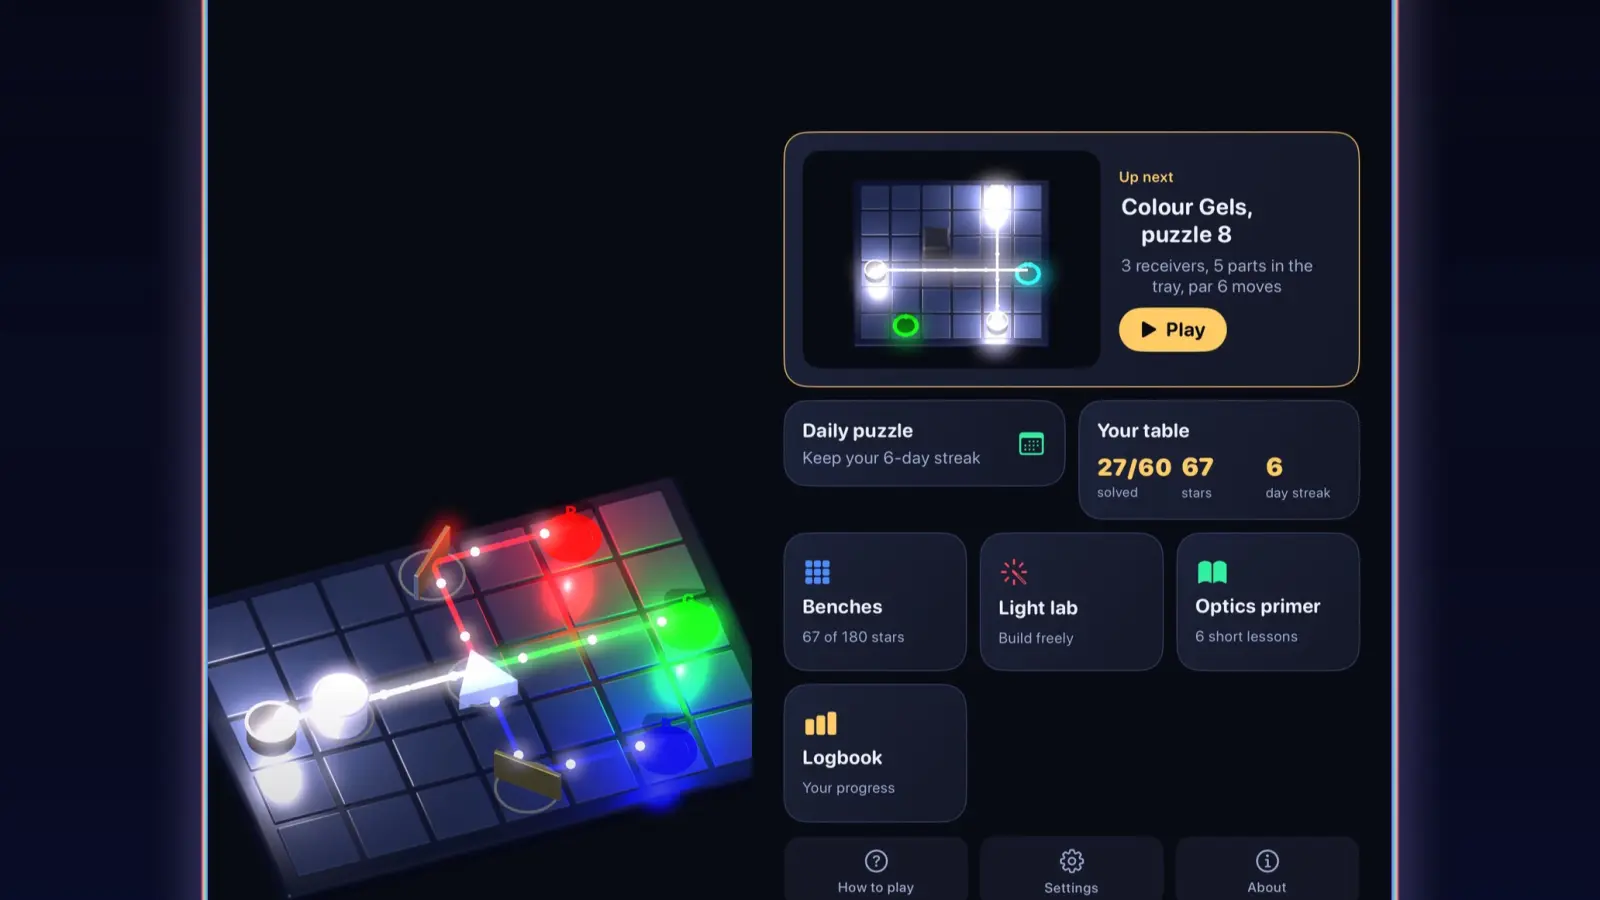 Up next
Colour Gels,
puzzle 8
3 receivers, 5 parts in the
tray, par 6 moves
Play
Daily puzzle
Keep your 6-day streak
Your table
27/60 67 6
solved stars day streak
Benches
67 of 180 stars
Light lab
Build freely
Optics primer
6 short lessons
Logbook
Your progress
How to play
Settings
About
R
G